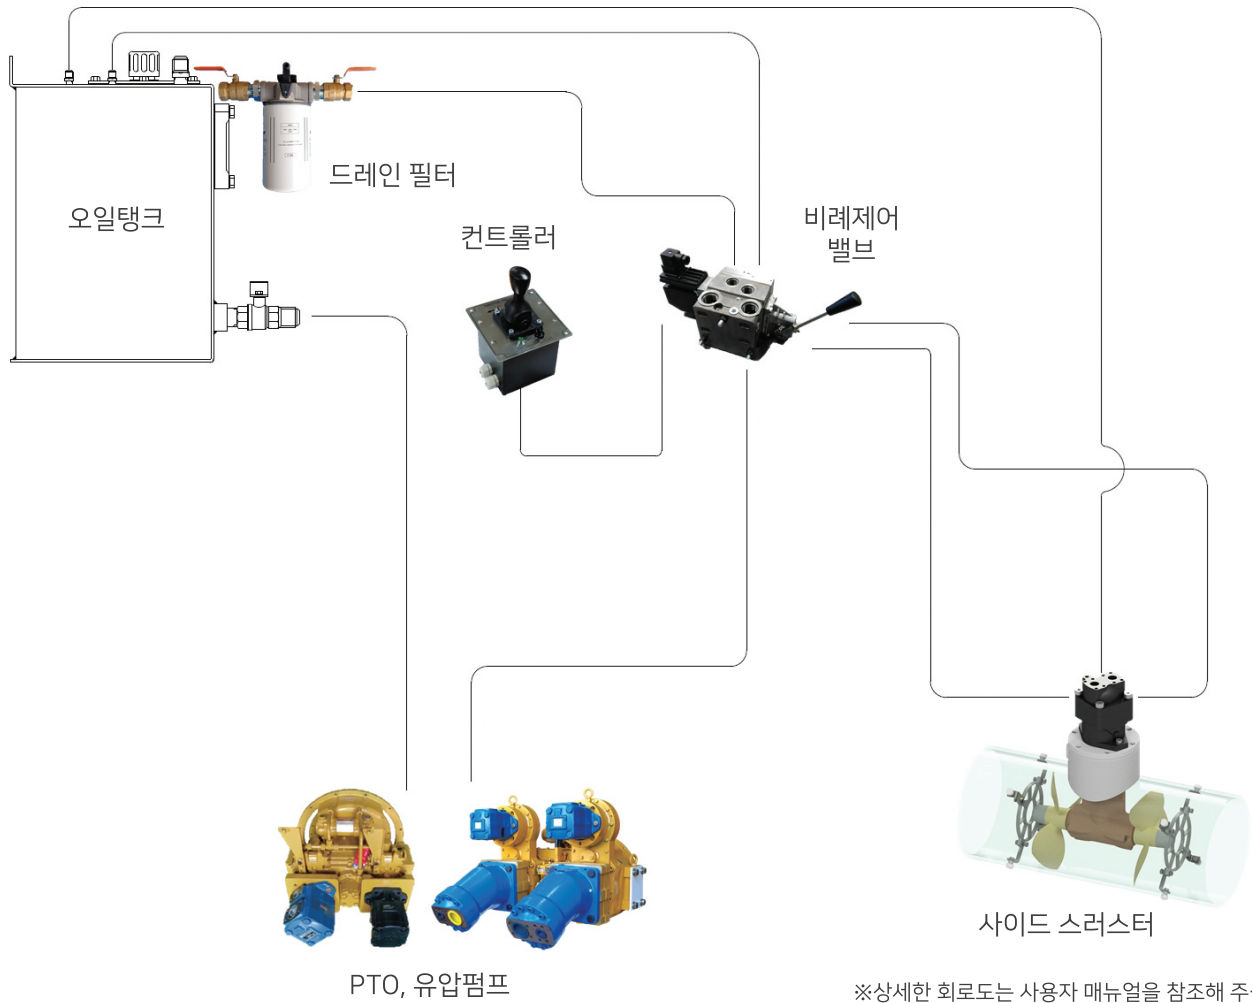 드레인 필터
오일탱크
컨트롤러
비례제어
밸브
사이드 스러스터
PTO, 유압펌프
※상세한 회로도는 사용자 매뉴얼을 참조해 주